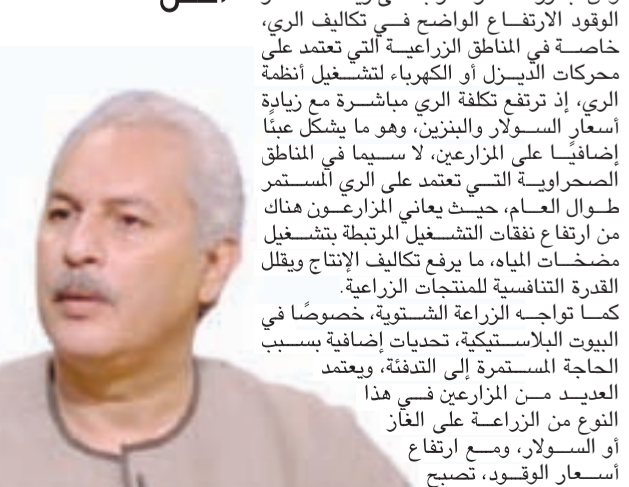 الوقود الارتفاع الواضح في تكاليف الري،
خاصة في المناطق الزراعية التي تعتمد على
محركات الديزل أو الكهرباء لتشغيل أنظمة
الري، إذ ترتفع تكلفة الري مباشرة مع زيادة
أسعار السولار والبنزين، وهو ما يشكل عبئًا
إضافيًا على المزارعين، لا سيما في المناطق
الصحراوية التي تعتمد على الري المستمر
طوال العام، حيث يعاني المزارعون هناك
من ارتفاع نفقات التشغيل المرتبطة بتشغيل
مضخات المياه، ما يرفع تكاليف الإنتاج ويقلل
القدرة التنافسية للمنتجات الزراعية.
كما تواجه الزراعة الشتوية، خصوصًا في
البيوت البلاستيكية، تحديات إضافية بسبب
الحاجة المستمرة إلى التدفئة، ويعتمد
العديد من المزارعين في هذا
النوع من الزراعة على الغاز
أو السولار، ومع ارتفاع
أسعار الوقود، تصبح